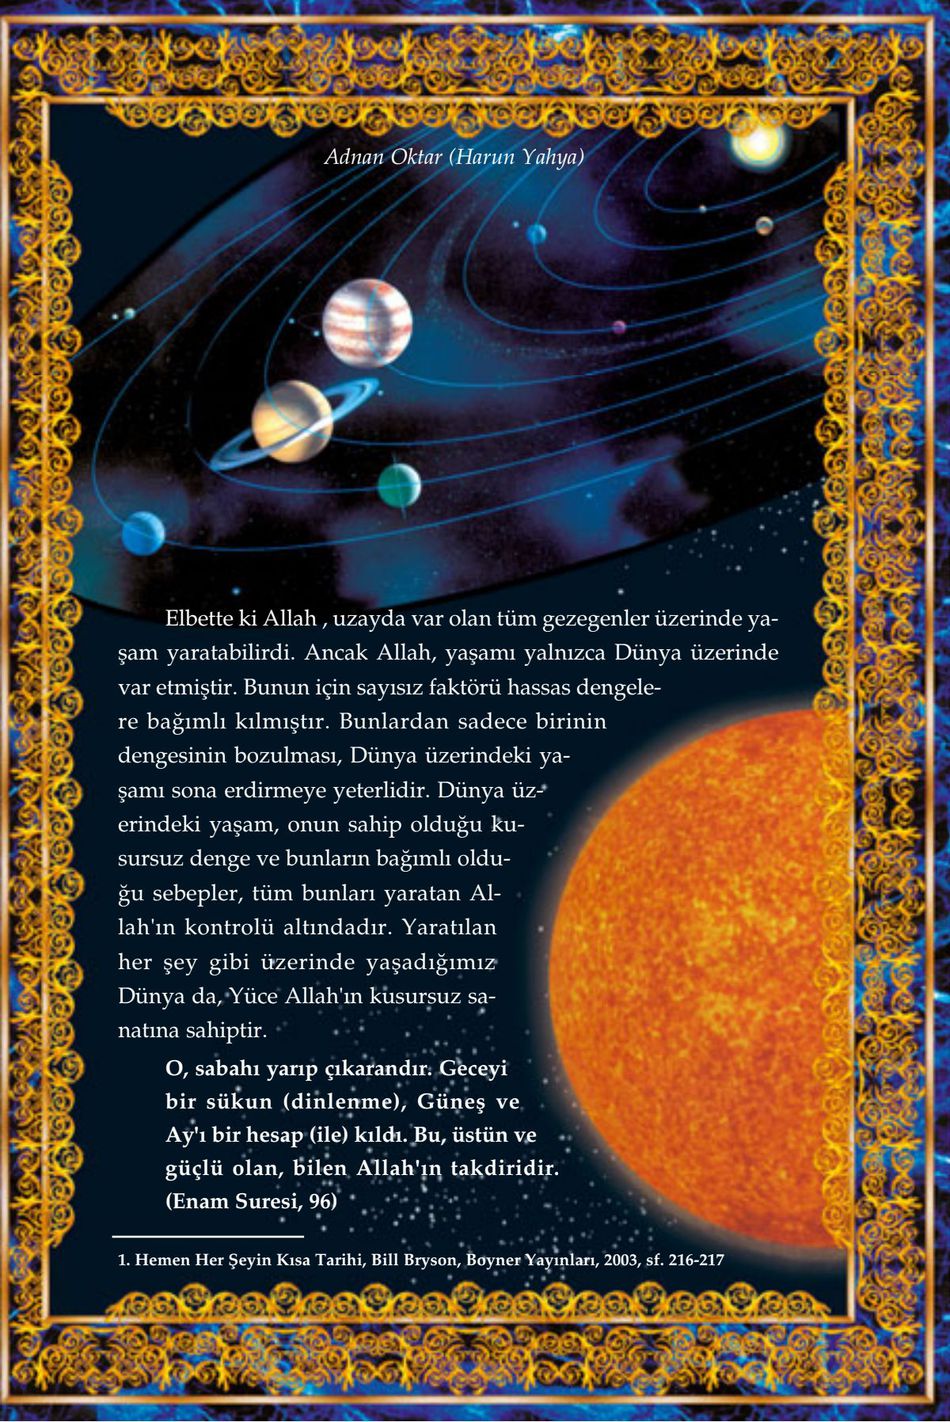 Adnan Oktar (Harun Yahya)
Elbette ki Allah , uzayda var olan tüm gezegenler üzerinde ya-
şam yaratabilirdi. Ancak Allah, yaşamı yalnızca Dünya üzerinde
var etmiştir. Bunun için sayısız faktörü hassas dengele-
re bağımlı kılmıştır. Bunlardan sadece birinin
dengesinin bozulması, Dünya üzerindeki ya-
şamı sona erdirmeye yeterlidir. Dünya üz-
erindeki yaşam, onun sahip olduğu ku-
sursuz denge ve bunların bağımlı oldu-
ğu sebepler, tüm bunları yaratan Al-
lah'ın kontrolü altındadır. Yaratılan
her şey gibi üzerinde yaşadığımız
Dünya da, Yüce Allah'ın kusursuz sa-
natına sahiptir.
O, sabahı yarıp çıkarandır. Geceyi
bir sükun (dinlenme), Güneş ve
Ay'ı bir hesap (ile) kıldı. Bu, üstün ve
güçlü olan, bilen Allah'ın takdiridir.
(Enam Suresi, 96)
1. Hemen Her Şeyin Kısa Tarihi, Bill Bryson, Boyner Yayınları, 2003, sf. 216-217